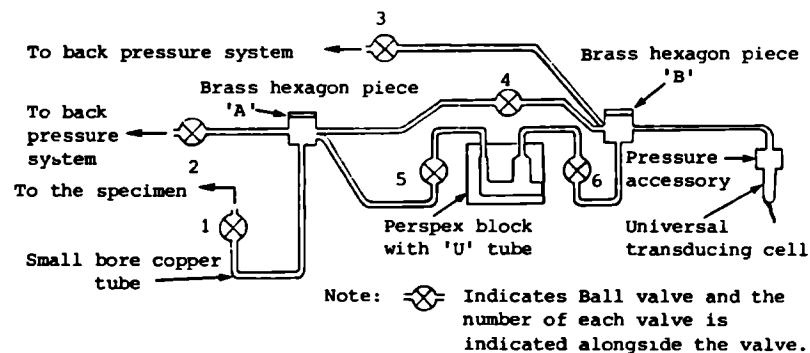 3
To back pressure system
Brass hexagon piece
'B'
4
Brass hexagon piece
'A'
To back
pressure
system
2
To the specimen
1
5
6
Pressure
accessory
Perspex block
with 'U' tube
Universal
transducing cell
Small bore copper
tube
Note: Indicates Ball valve and the
number of each valve is
indicated alongside the valve.